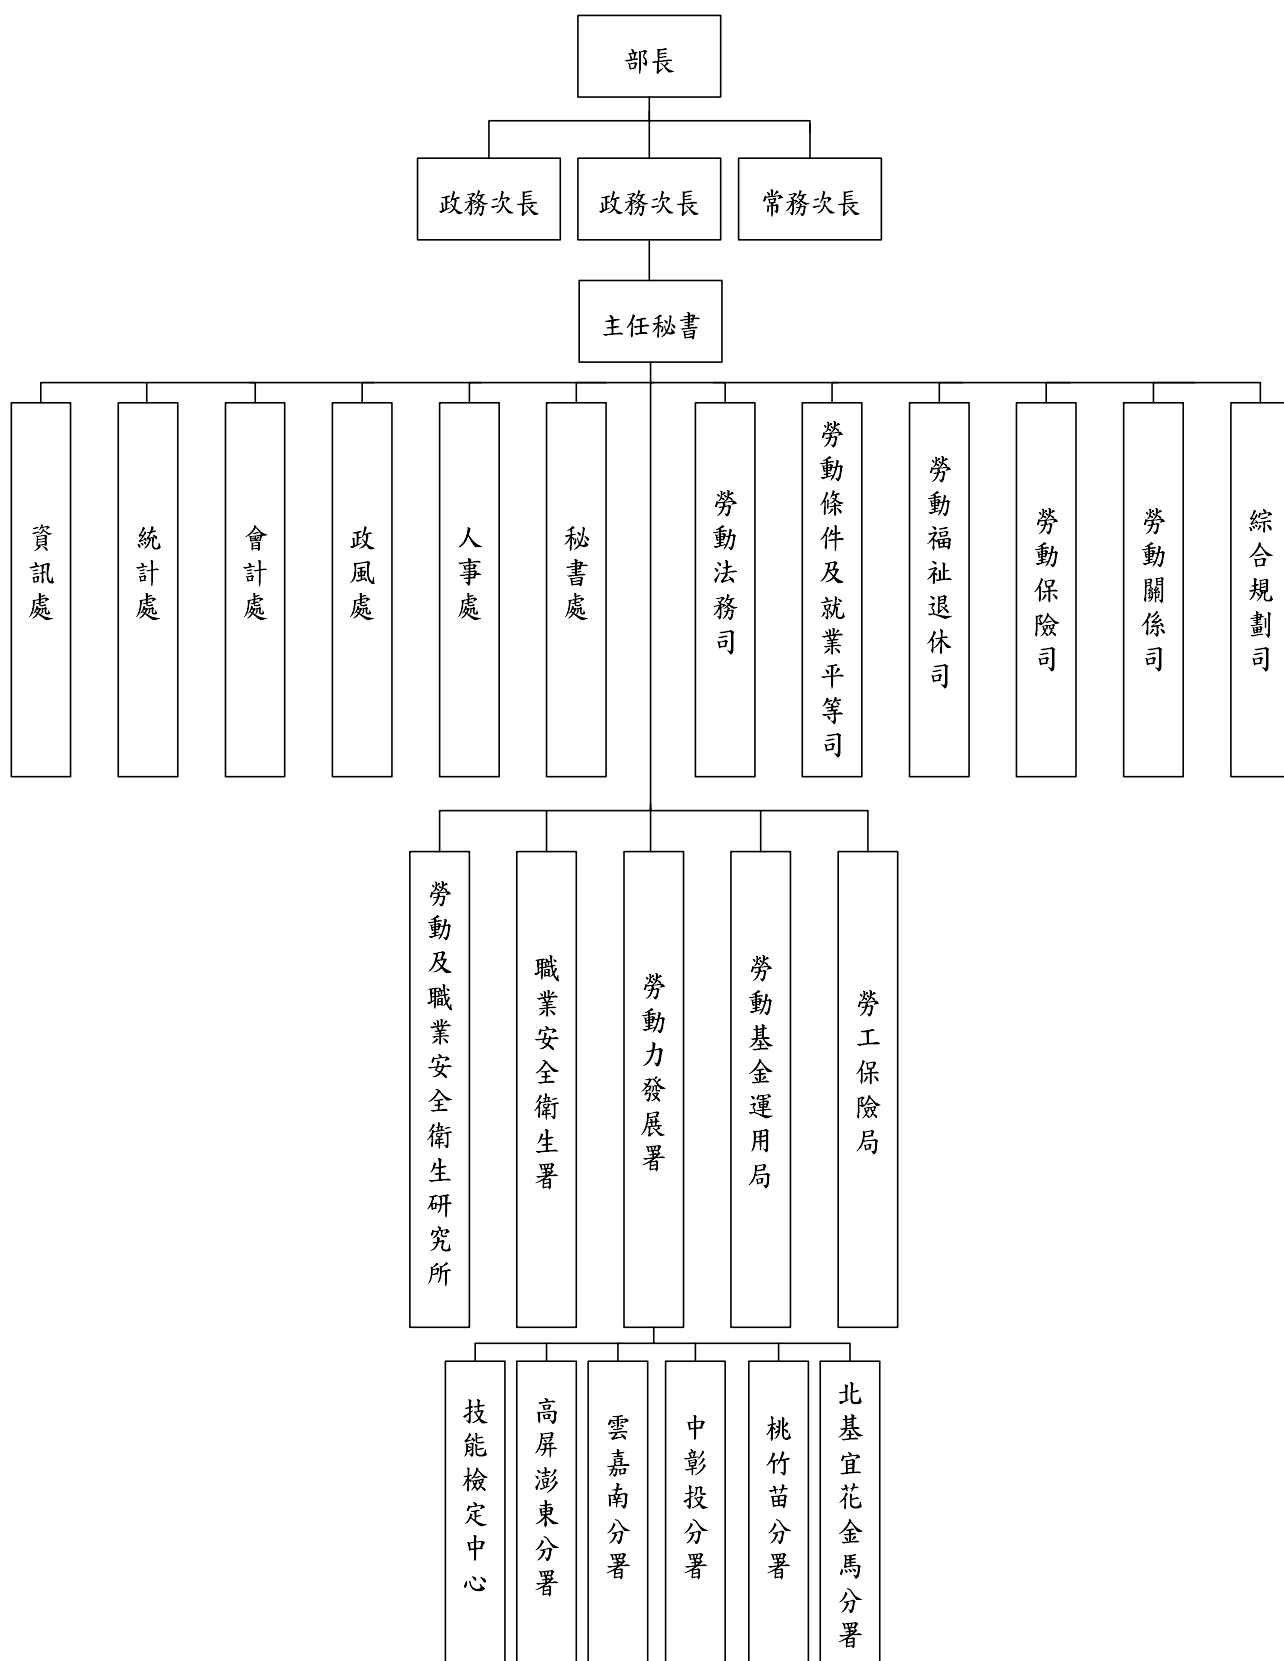 部長
政務次長
政務次長
常務次長
主任秘書
資訊處
統計處
會計處
政風處
人事處
秘書處
勞動法務司
勞動條件及就業平等司
勞動福祉退休司
勞動保險司
勞動關係司
綜合規劃司
勞動及職業安全衛生研究所
職業安全衛生署
勞動力發展署
勞動基金運用局
勞工保險局
技能檢定中心
高屏澎東分署
雲嘉南分署
中彰投分署
桃竹苗分署
北基宜花金馬分署